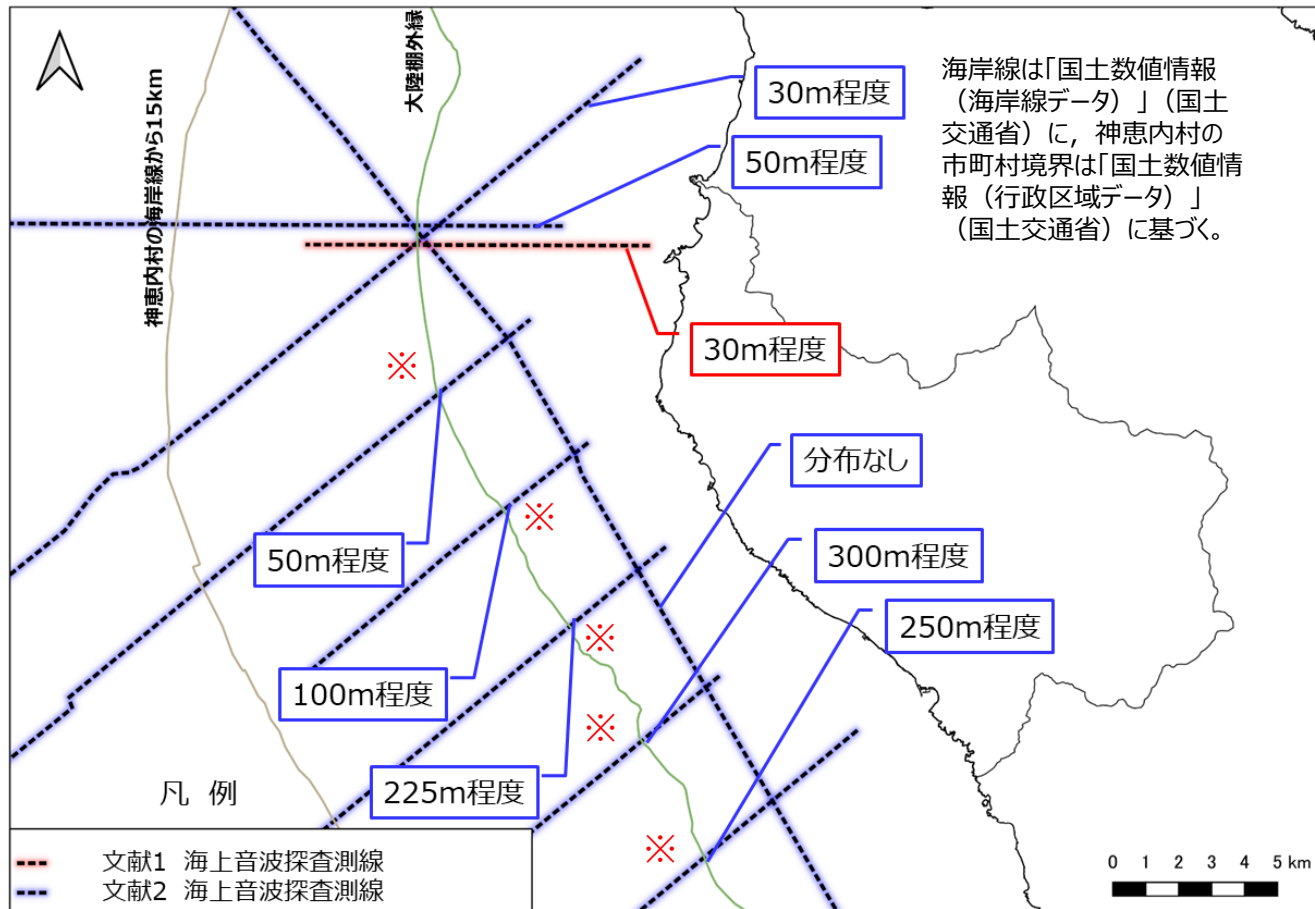 大陸棚外縁
神恵内村の海岸線から15km
30m程度
50m程度
海岸線は「国土数値情報
（海岸線データ）」（国土
交通省）に，神恵内村の
市町村境界は「国土数値情
報（行政区域データ）」
（国土交通省）に基づく。
30m程度
※
分布なし
※
50m程度
300m程度
250m程度
※
100m程度
※
225m程度
※
凡 例
文献1 海上音波探査測線
文献2 海上音波探査測線
0 1 2 3 4 5 km